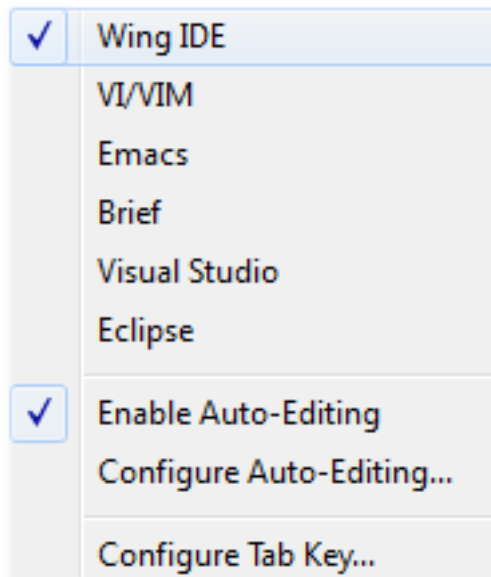 Wing IDE
VI/VIM
Emacs
Brief
Visual Studio
Eclipse
Enable Auto-Editing
Configure Auto-Editing...
Configure Tab Key...